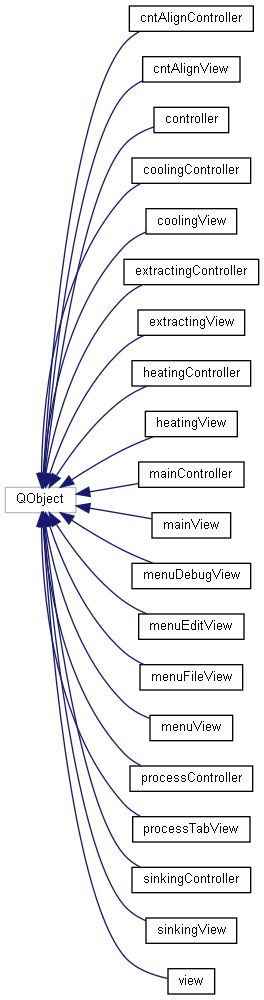 cntAlignController
cntAlignView
controller
coolingController
coolingView
extractingController
extractingView
heatingController
heatingView
mainController
QObject
mainView
menuDebugView
menuEditView
menuFileView
menuView
processController
processTabView
sinkingController
sinkingView
view